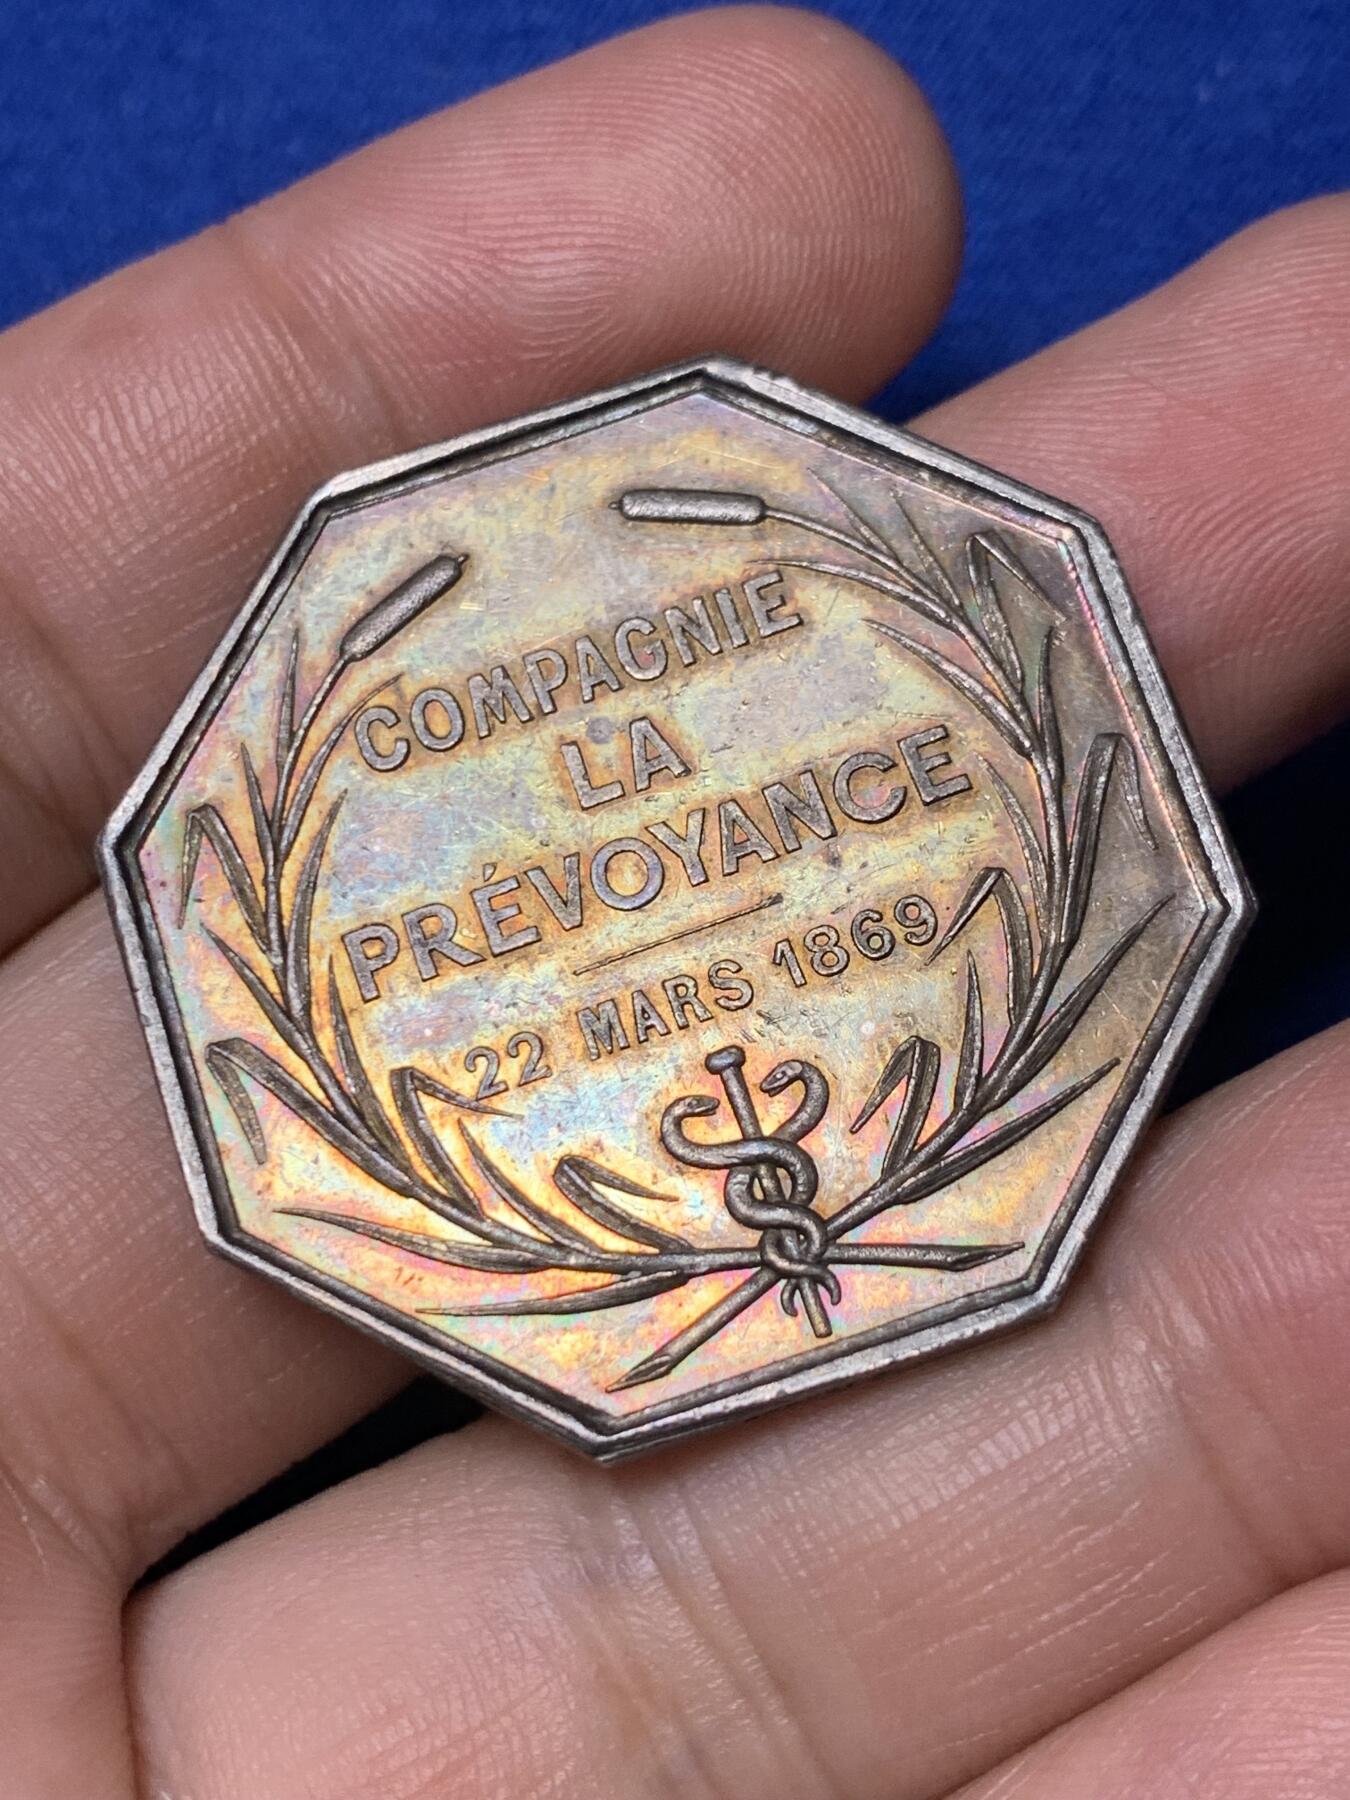 COMPAGNIE
LA
PRÉVOYANCE
22 MARS 1869